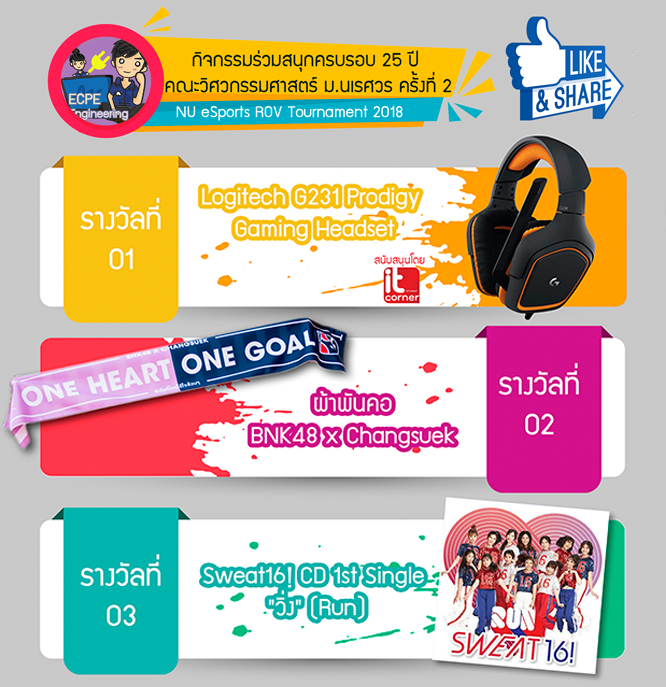 กิจกรรมร่วมสนุกครบรอบ 25 ปี
คณะวิศวกรรมศาสตร์ ม.นเรศวร ครั้งที่ 2
NU eSports ROV Tournament 2018
ECPE
Engineering
LIKE
& SHARE
รางวัลที่
01
Logitech G231 Prodigy
Gaming Headset
สนับสนุนโดย
it
corner
BNK48 x CHANGSUEK
ONE HEART ONE GOAL
ผ้าพันคอ
BNK48 x Changsuek
รางวัลที่
02
รางวัลที่
03
Sweat16! CD 1st Single
"วิ่ง" (Run)
RUN
SWEAT16!